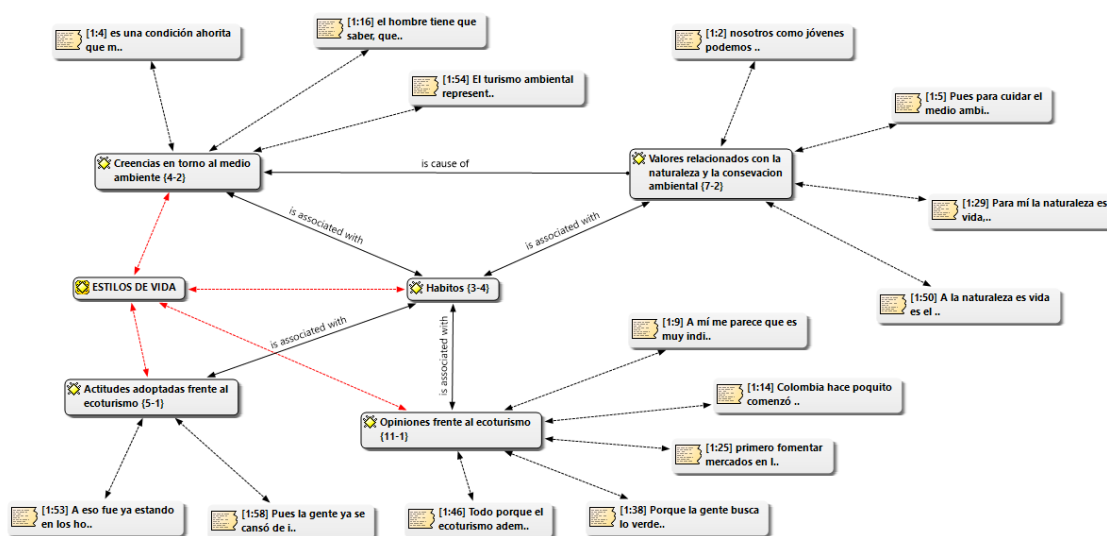 [1:4] es una condición ahorita
que m..
[1:16] el hombre tiene que
saber, que..
[1:54] El turismo ambiental
represent..
[1:2] nosotros como jóvenes
podemos ..
[1:5] Pues para cuidar el
medio ambi..
Creencias en torno al medio
ambiente {4-2}
is cause of
Valores relacionados con la
naturaleza y la consevacion
ambiental {7-2}
[1:29] Para mí la naturaleza es
vida,..
is associated with
is associated with
ESTILOS DE VIDA
Habitos {3-4}
[1:50] A la naturaleza es vida
es el ..
is associated with
is associated with
[1:9] A mí me parece que es
muy indi..
Actitudes adoptadas frente al
ecoturismo {5-1}
[1:14] Colombia hace poquito
comenzó ..
Opiniones frente al ecoturismo
{11-1}
[1:25] primero fomentar
mercados en l..
[1:53] A eso fue ya estando
en los ho..
[1:58] Pues la gente ya se
cansó de i..
[1:46] Todo porque el
ecoturismo adem..
[1:38] Porque la gente busca
lo verde..